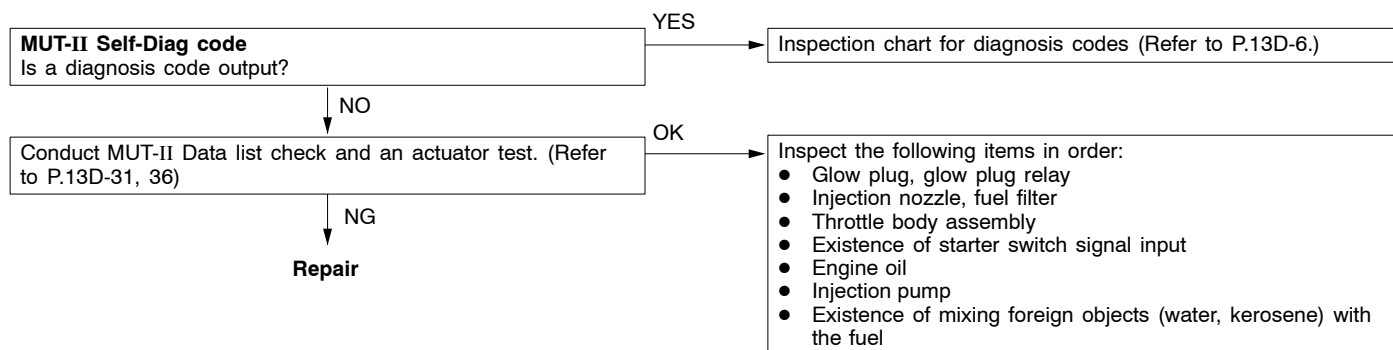 MUT-II Self-Diag code
Is a diagnosis code output?
YES
Inspection chart for diagnosis codes (Refer to P.13D-6.)
NO
Conduct MUT-II Data list check and an actuator test. (Refer
to P.13D-31, 36)
OK
Inspect the following items in order:
● Glow plug, glow plug relay
● Injection nozzle, fuel filter
● Throttle body assembly
● Existence of starter switch signal input
● Engine oil
● Injection pump
● Existence of mixing foreign objects (water, kerosene) with
the fuel
NG
Repair